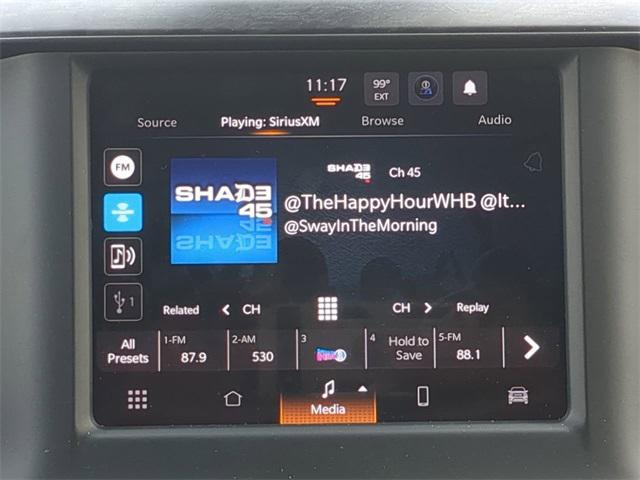 11:17
99°
EXT
Source
Playing: SiriusXM
Browse
Audio
FM
SHADE
45
SHADE 45
Ch 45
@TheHappyHourWHB @It...
@SwayInTheMorning
1
Related
CH
CH
Replay
All
Presets
1-FM
87.9
2-AM
530
3
4
Hold to
Save
5-FM
88.1
Media